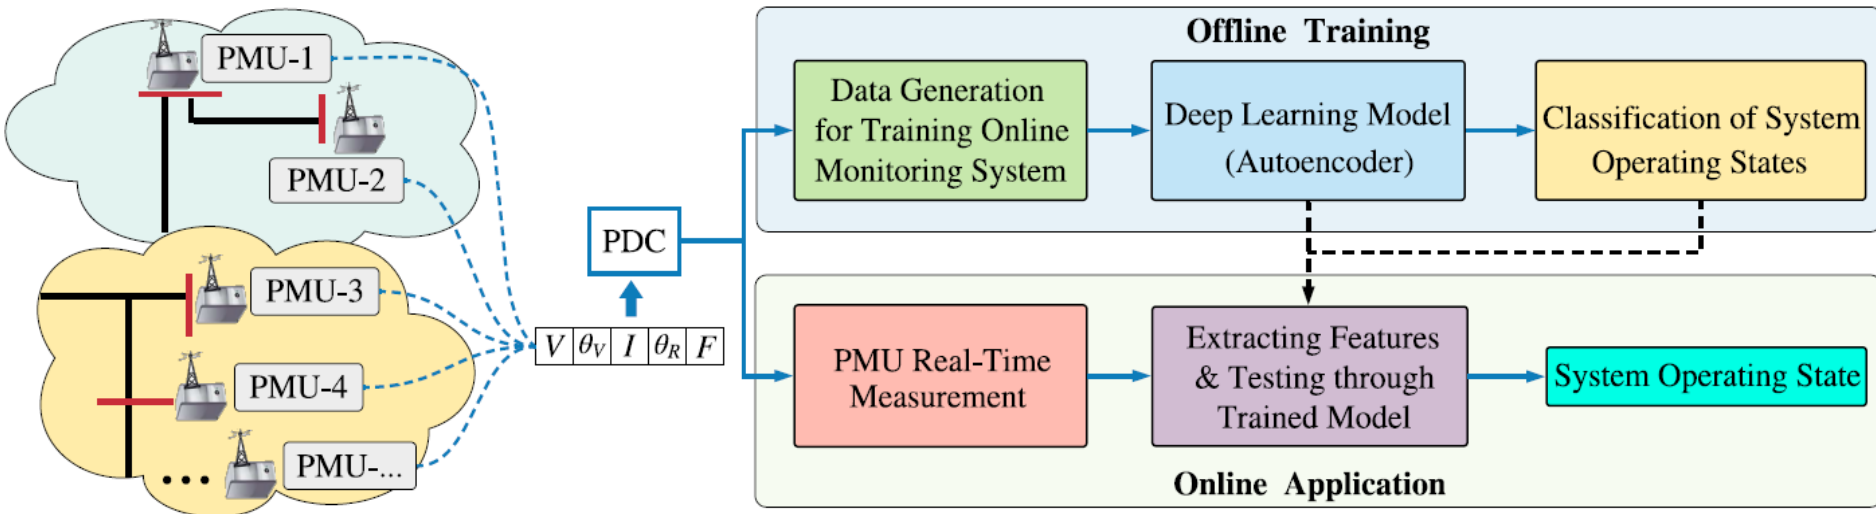 PMU-1
PMU-2
PMU-3
PMU-4
PMU-...
...
V θ_V I θ_R F
PDC
Offline Training
Data Generation
for Training Online
Monitoring System
Deep Learning Model
(Autoencoder)
Classification of System
Operating States
PMU Real-Time
Measurement
Extracting Features
& Testing through
Trained Model
System Operating State
Online Application